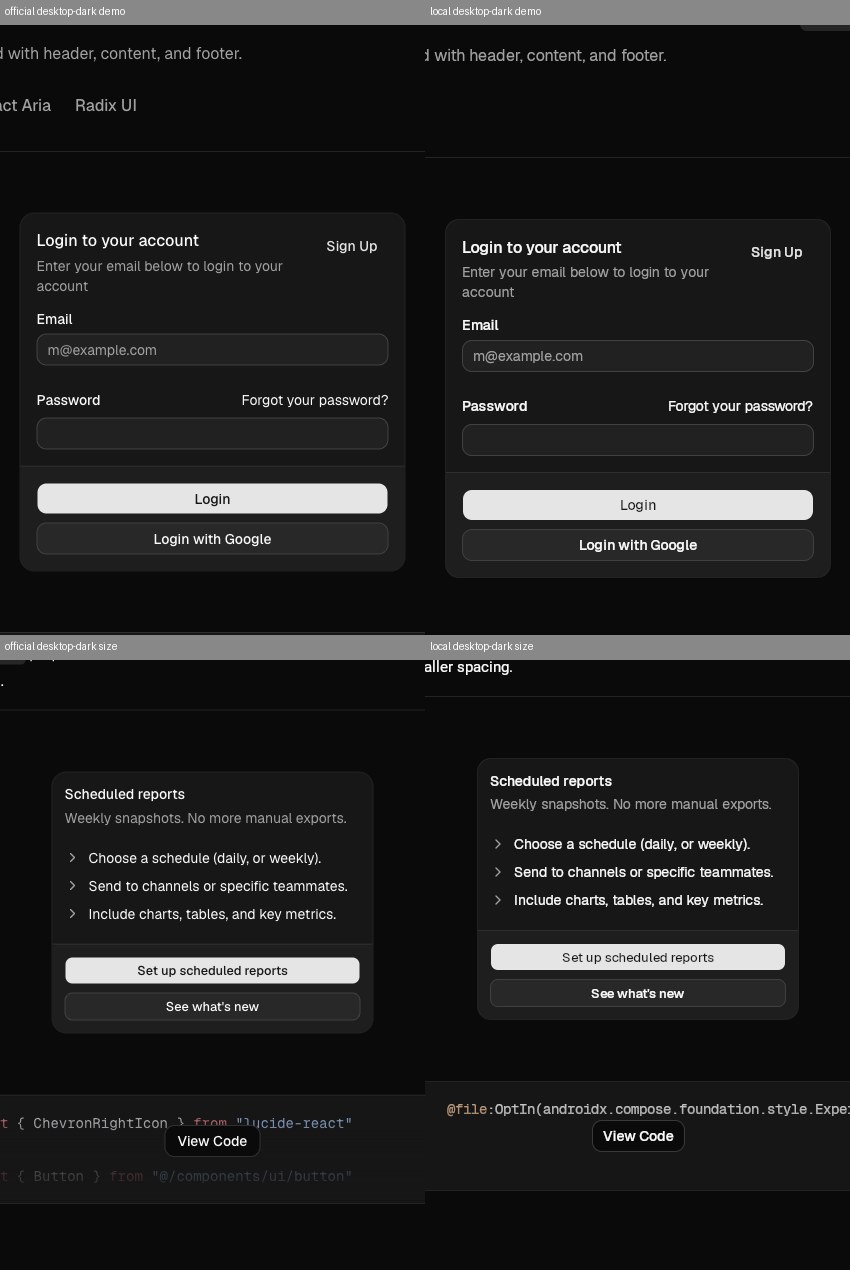 official desktop-dark demo
local desktop-dark demo
d with header, content, and footer.
act Aria Radix UI
Login to your account
Sign Up
Enter your email below to login to your
account
Email
m@example.com
Password
Forgot your password?
Login
Login with Google
d with header, content, and footer.
Login to your account
Sign Up
Enter your email below to login to your
account
Email
m@example.com
Password
Forgot your password?
Login
Login with Google
official desktop-dark size
local desktop-dark size
.
Scheduled reports
Weekly snapshots. No more manual exports.
Choose a schedule (daily, or weekly).
Send to channels or specific teammates.
Include charts, tables, and key metrics.
Set up scheduled reports
See what's new
t { ChevronRightIcon } from "lucide-react"
View Code
t { Button } from "@/components/ui/button"
aller spacing.
Scheduled reports
Weekly snapshots. No more manual exports.
Choose a schedule (daily, or weekly).
Send to channels or specific teammates.
Include charts, tables, and key metrics.
Set up scheduled reports
See what's new
@file:OptIn(androidx.compose.foundation.style.Expe
View Code